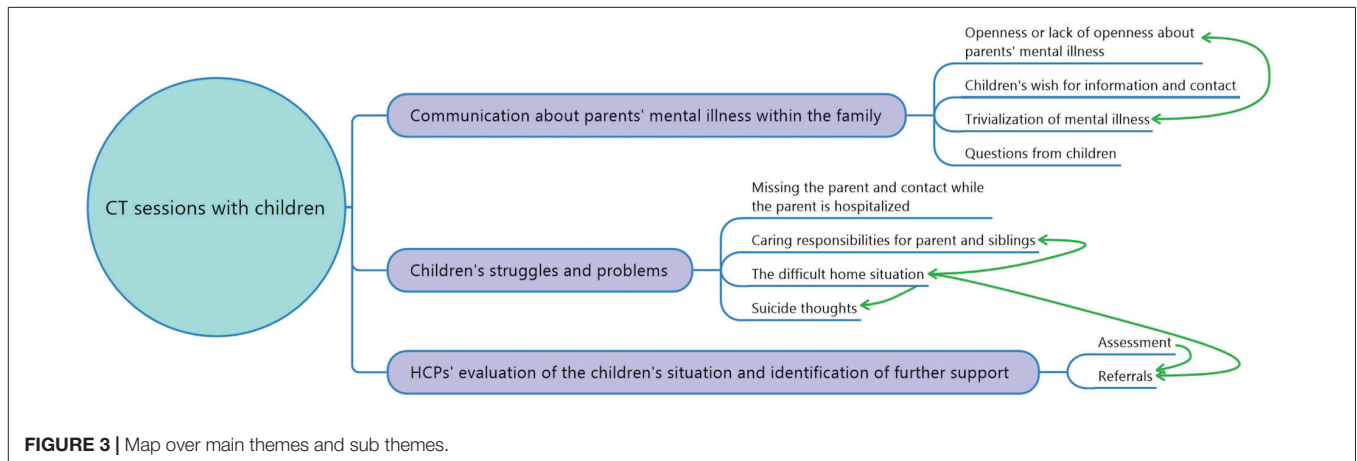 CT sessions with children
Communication about parents' mental illness within the family
Openness or lack of openness about
parents' mental illness
Children's wish for information and contact
Trivialization of mental illness
Questions from children
Children's struggles and problems
Missing the parent and contact while
the parent is hospitalized
Caring responsibilities for parent and siblings
The difficult home situation
Suicide thoughts
HCPs' evaluation of the children's situation and identification of further support
Assessment
Referrals
FIGURE 3 | Map over main themes and sub themes.